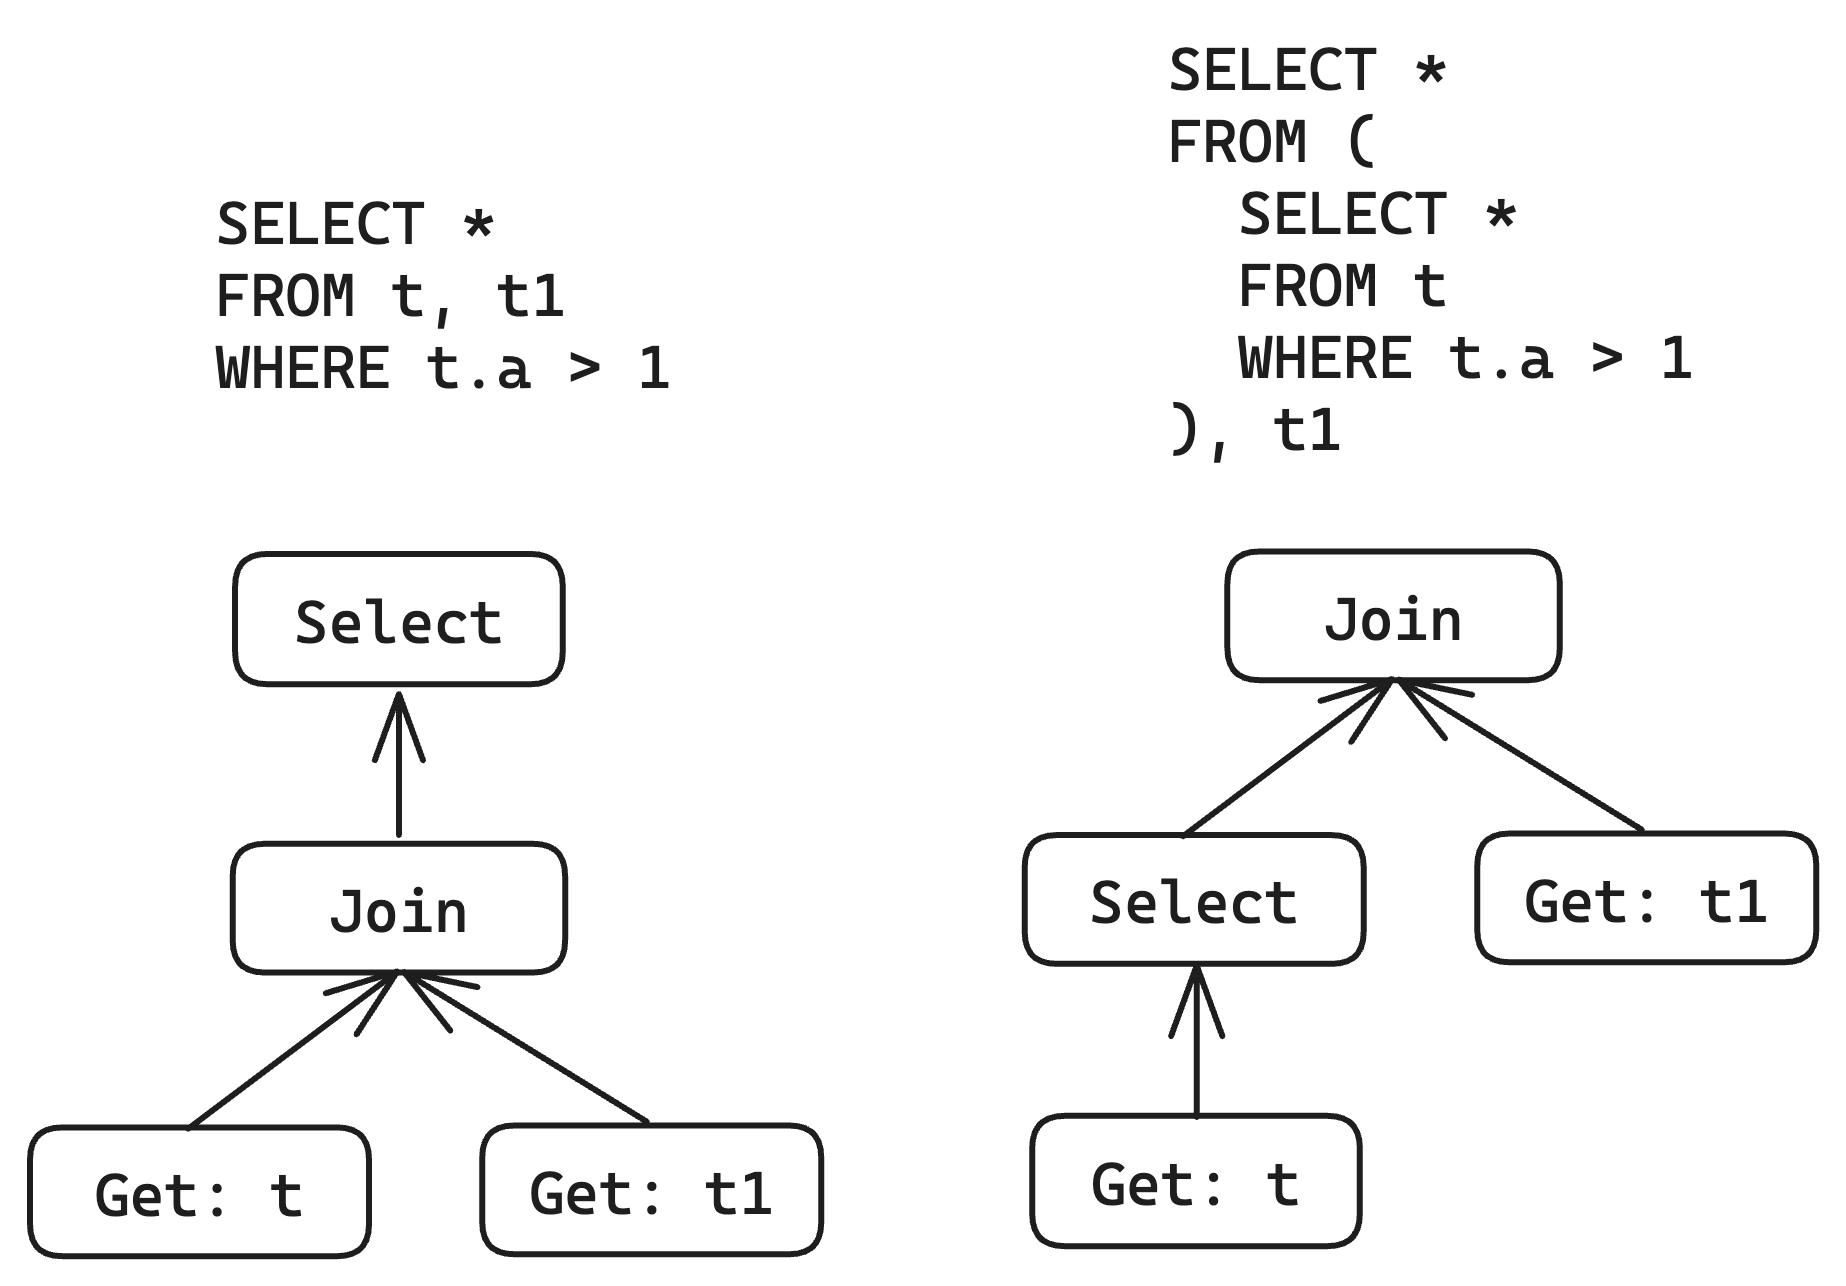 SELECT *
FROM t, t1
WHERE t.a > 1
SELECT *
FROM (
  SELECT *
  FROM t
  WHERE t.a > 1
), t1
Select
Join
Get: t
Get: t1
Join
Select
Get: t1
Get: t